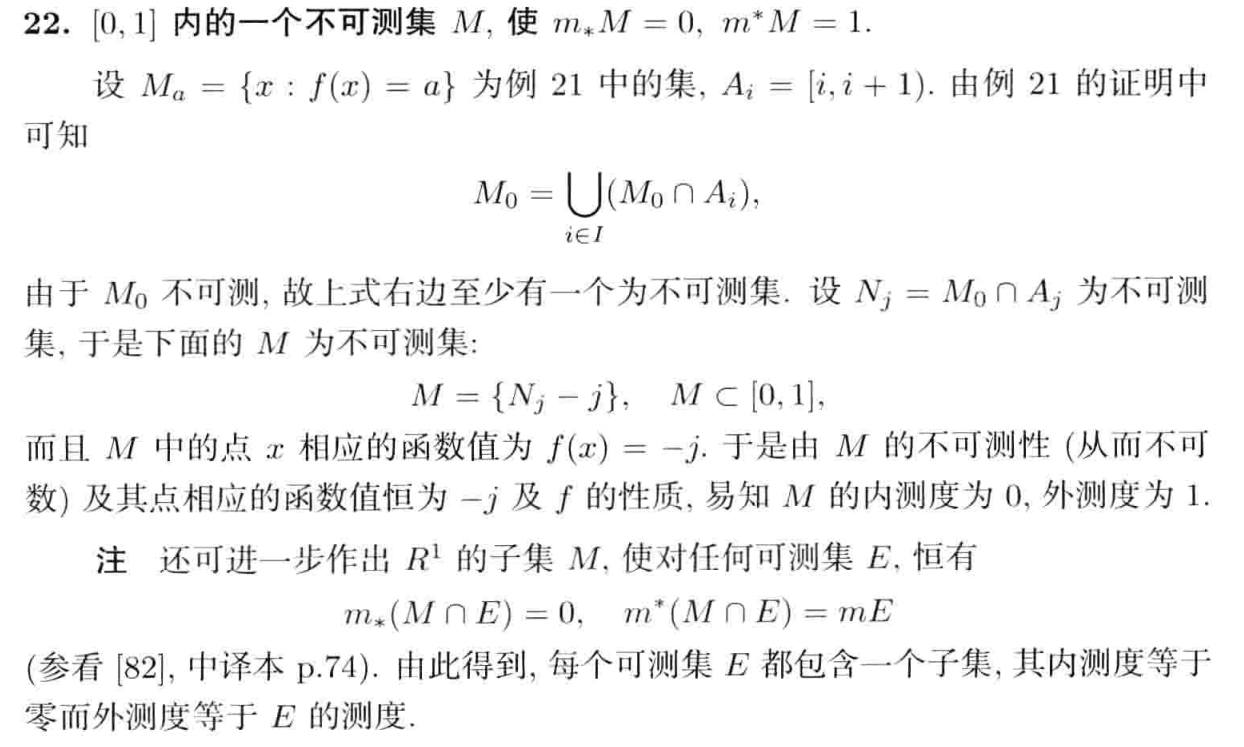 22. [0, 1] 内的一个不可测集 M, 使 m_*M = 0, m^*M = 1.
设 M_a = {x : f(x) = a} 为例 21 中的集, A_i = [i, i + 1). 由例 21 的证明中
可知
M_0 = ⋃_{i∈I} (M_0 ∩ A_i),
由于 M_0 不可测, 故上式右边至少有一个为不可测集. 设 N_j = M_0 ∩ A_j 为不可测
集, 于是下面的 M 为不可测集:
M = {N_j − j}, M ⊂ [0, 1],
而且 M 中的点 x 相应的函数值为 f(x) = −j. 于是由 M 的不可测性 (从而不可
数) 及其点相应的函数值恒为 −j 及 f 的性质, 易知 M 的内测度为 0, 外测度为 1.
注 还可进一步作出 R^1 的子集 M, 使对任何可测集 E, 恒有
m_*(M ∩ E) = 0, m^*(M ∩ E) = mE
(参看 [82], 中译本 p.74). 由此得到, 每个可测集 E 都包含一个子集, 其内测度等于
零而外测度等于 E 的测度.